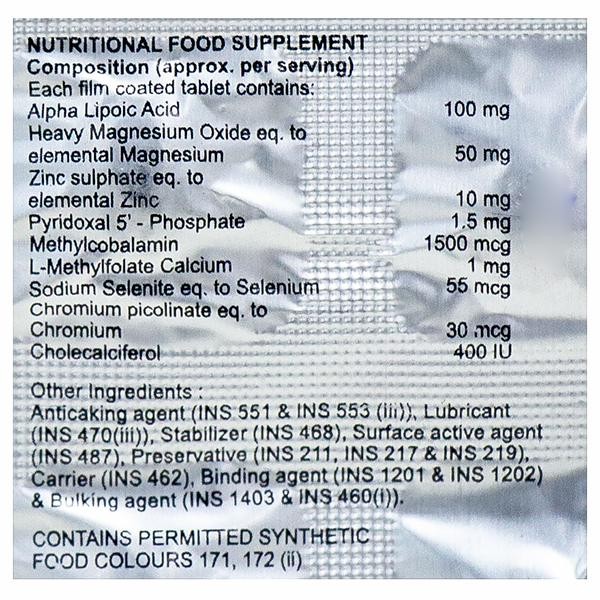 NUTRITIONAL FOOD SUPPLEMENT
Composition (approx. per serving)
Each film coated tablet contains:
Alpha Lipoic Acid 100 mg
Heavy Magnesium Oxide eq. to
elemental Magnesium 50 mg
Zinc sulphate eq. to
elemental Zinc 10 mg
Pyridoxal 5' - Phosphate 1.5 mg
Methylcobalamin 1500 mcg
L-Methylfolate Calcium 1 mg
Sodium Selenite eq. to Selenium 55 mcg
Chromium picolinate eq. to
Chromium 30 mcg
Cholecalciferol 400 IU
Other Ingredients :
Anticaking agent (INS 551 & INS 553 (iii)), Lubricant
(INS 470(iii)), Stabilizer (INS 468), Surface active agent
(INS 487), Preservative (INS 211, INS 217 & INS 219),
Carrier (INS 462), Binding agent (INS 1201 & INS 1202)
& Bulking agent (INS 1403 & INS 460(i)).
CONTAINS PERMITTED SYNTHETIC
FOOD COLOURS 171, 172 (ii)